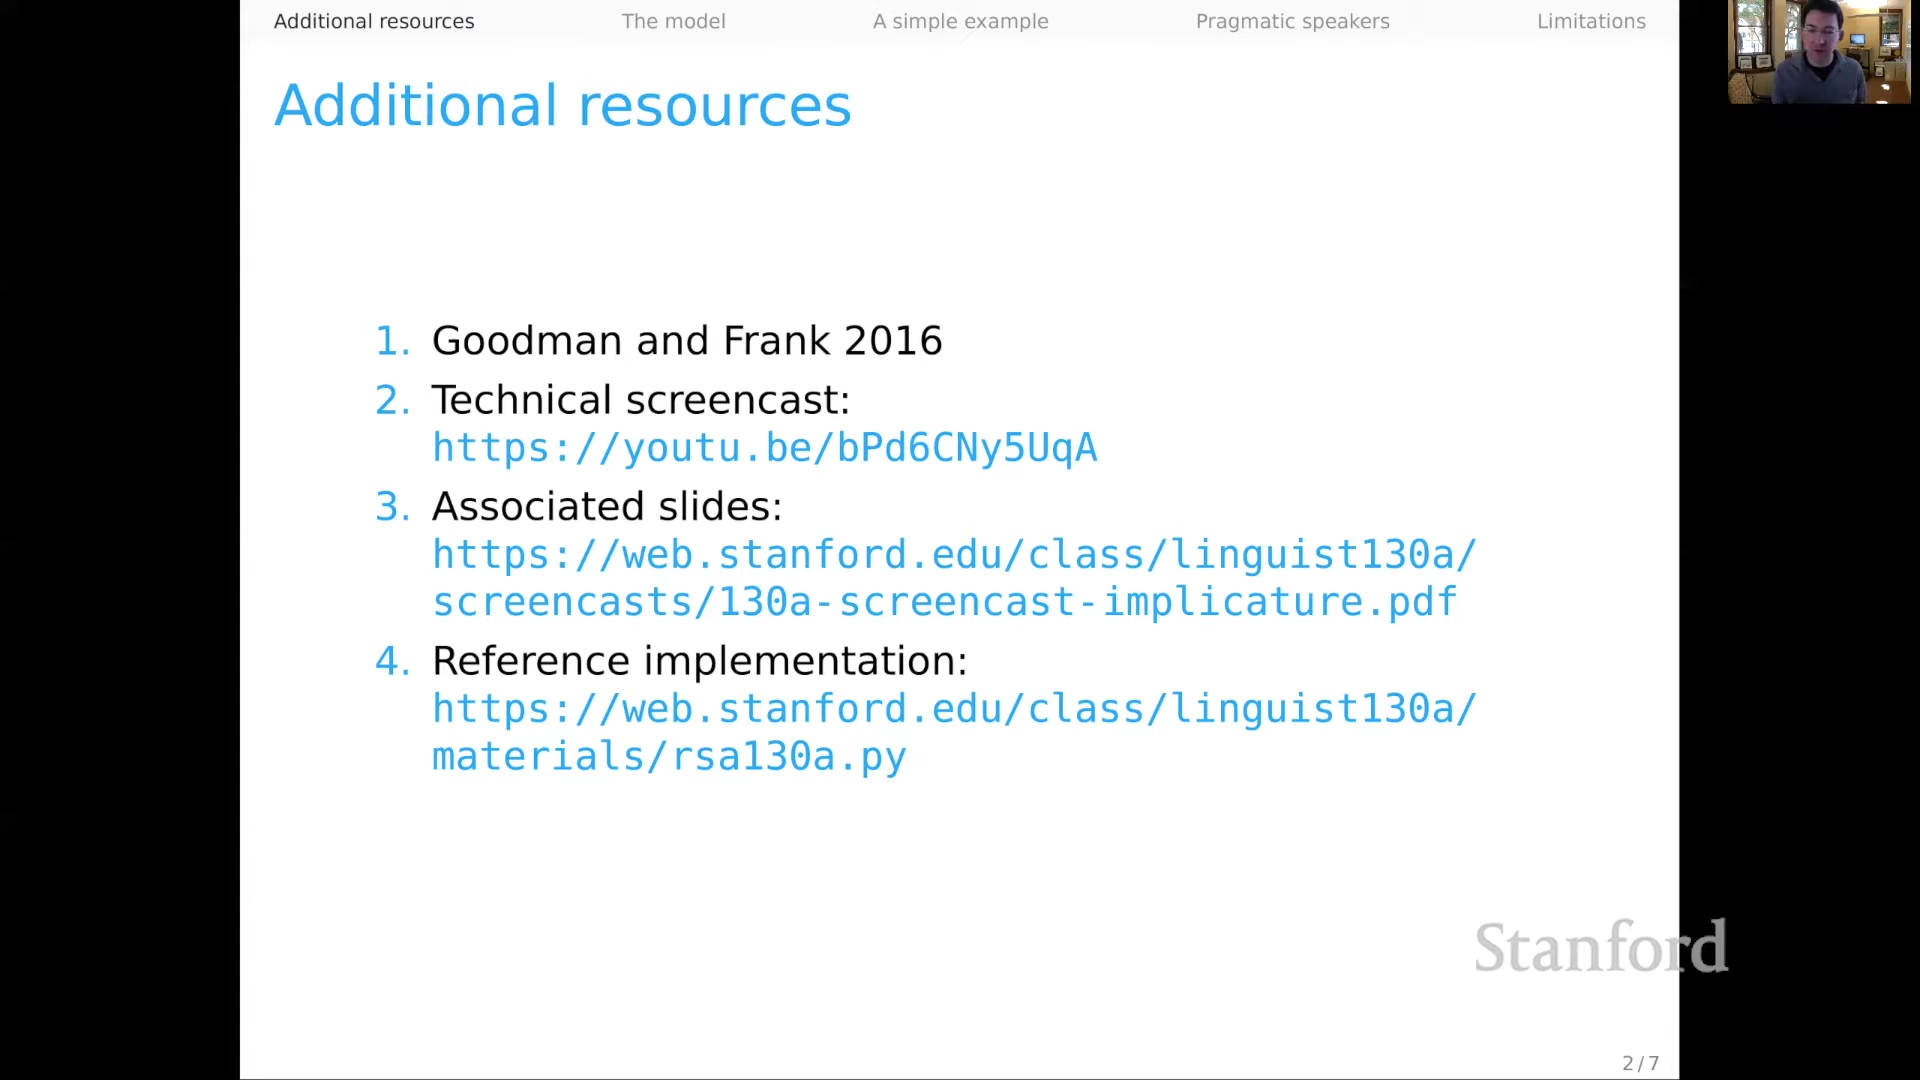 Additional resources The model A simple example Pragmatic speakers Limitations
Additional resources
1. Goodman and Frank 2016
2. Technical screencast:
https://youtu.be/bPd6CNy5UqA
3. Associated slides:
https://web.stanford.edu/class/linguist130a/
screencasts/130a-screencast-implicature.pdf
4. Reference implementation:
https://web.stanford.edu/class/linguist130a/
materials/rsa130a.py
Stanford
2/7